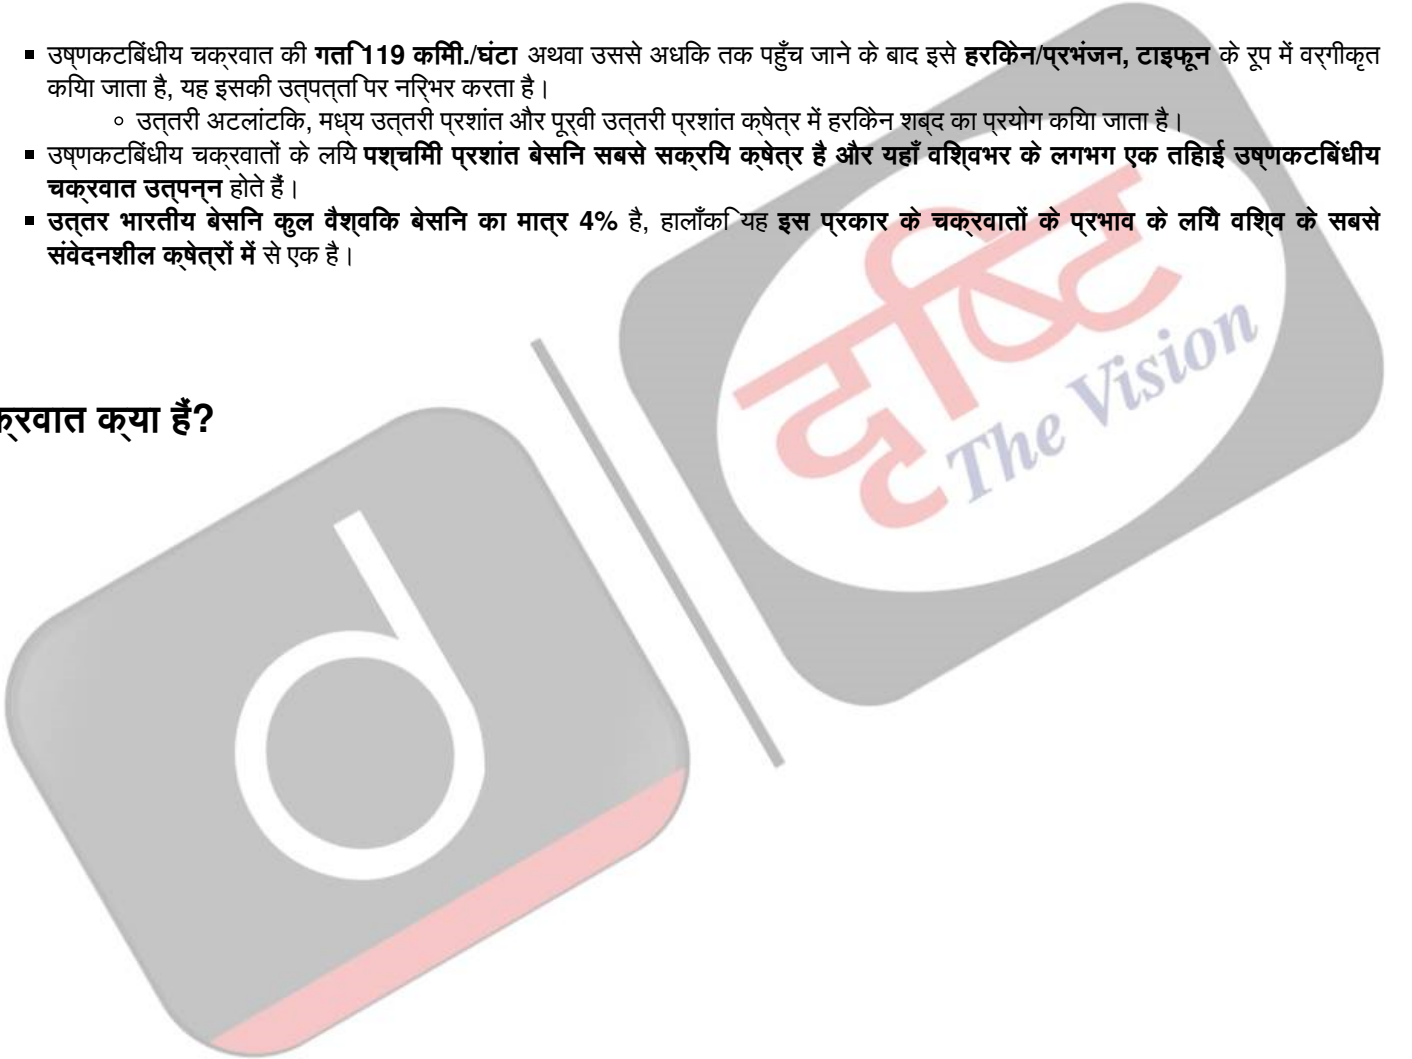 ▪ उष्णकटिबंधीय चक्रवात की गति 119 किमी./घंटा अथवा उससे अधिक तक पहुँच जाने के बाद इसे हरिकेन/प्रभंजन, टाइफून के रूप में वर्गीकृत
किया जाता है, यह इसकी उत्पत्ति पर निर्भर करता है।
◦ उत्तरी अटलांटिक, मध्य उत्तरी प्रशांत और पूर्वी उत्तरी प्रशांत क्षेत्र में हरिकेन शब्द का प्रयोग किया जाता है।
▪ उष्णकटिबंधीय चक्रवातों के लिये पश्चिमी प्रशांत बेसिन सबसे सक्रिय क्षेत्र है और यहाँ विश्वभर के लगभग एक तिहाई उष्णकटिबंधीय
चक्रवात उत्पन्न होते हैं।
▪ उत्तर भारतीय बेसिन कुल वैश्विक बेसिन का मात्र 4% है, हालाँकि यह इस प्रकार के चक्रवातों के प्रभाव के लिये विश्व के सबसे
संवेदनशील क्षेत्रों में से एक है।
क्रवात क्या हैं?
दृष्टि
The Vision
d